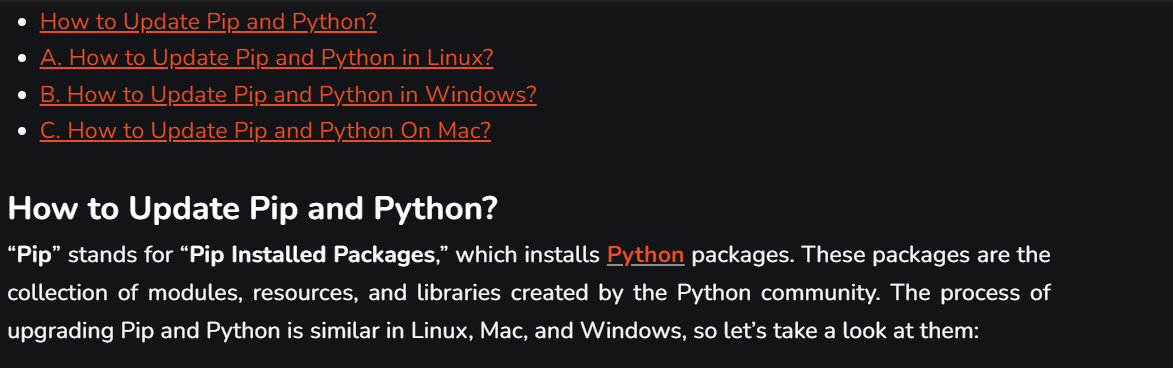 How to Update Pip and Python?
A. How to Update Pip and Python in Linux?
B. How to Update Pip and Python in Windows?
C. How to Update Pip and Python On Mac?
How to Update Pip and Python?
“Pip” stands for “Pip Installed Packages,” which installs Python packages. These packages are the
collection of modules, resources, and libraries created by the Python community. The process of
upgrading Pip and Python is similar in Linux, Mac, and Windows, so let’s take a look at them: